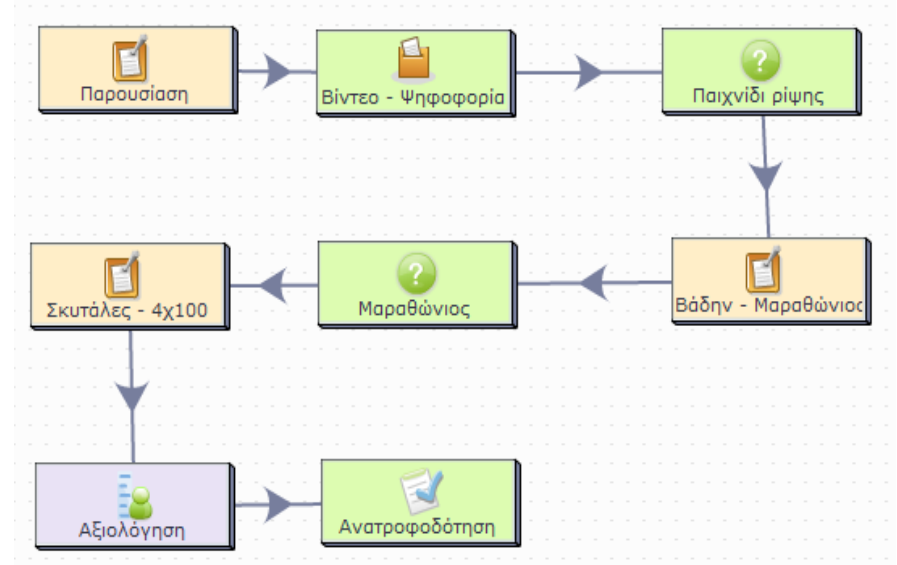 Παρουσίαση
Βίντεο - Ψηφοφορία
Παιχνίδι ρίψης
Βάδην - Μαραθώνιος
Μαραθώνιος
Σκυτάλες - 4χ100
Αξιολόγηση
Ανατροφοδότηση